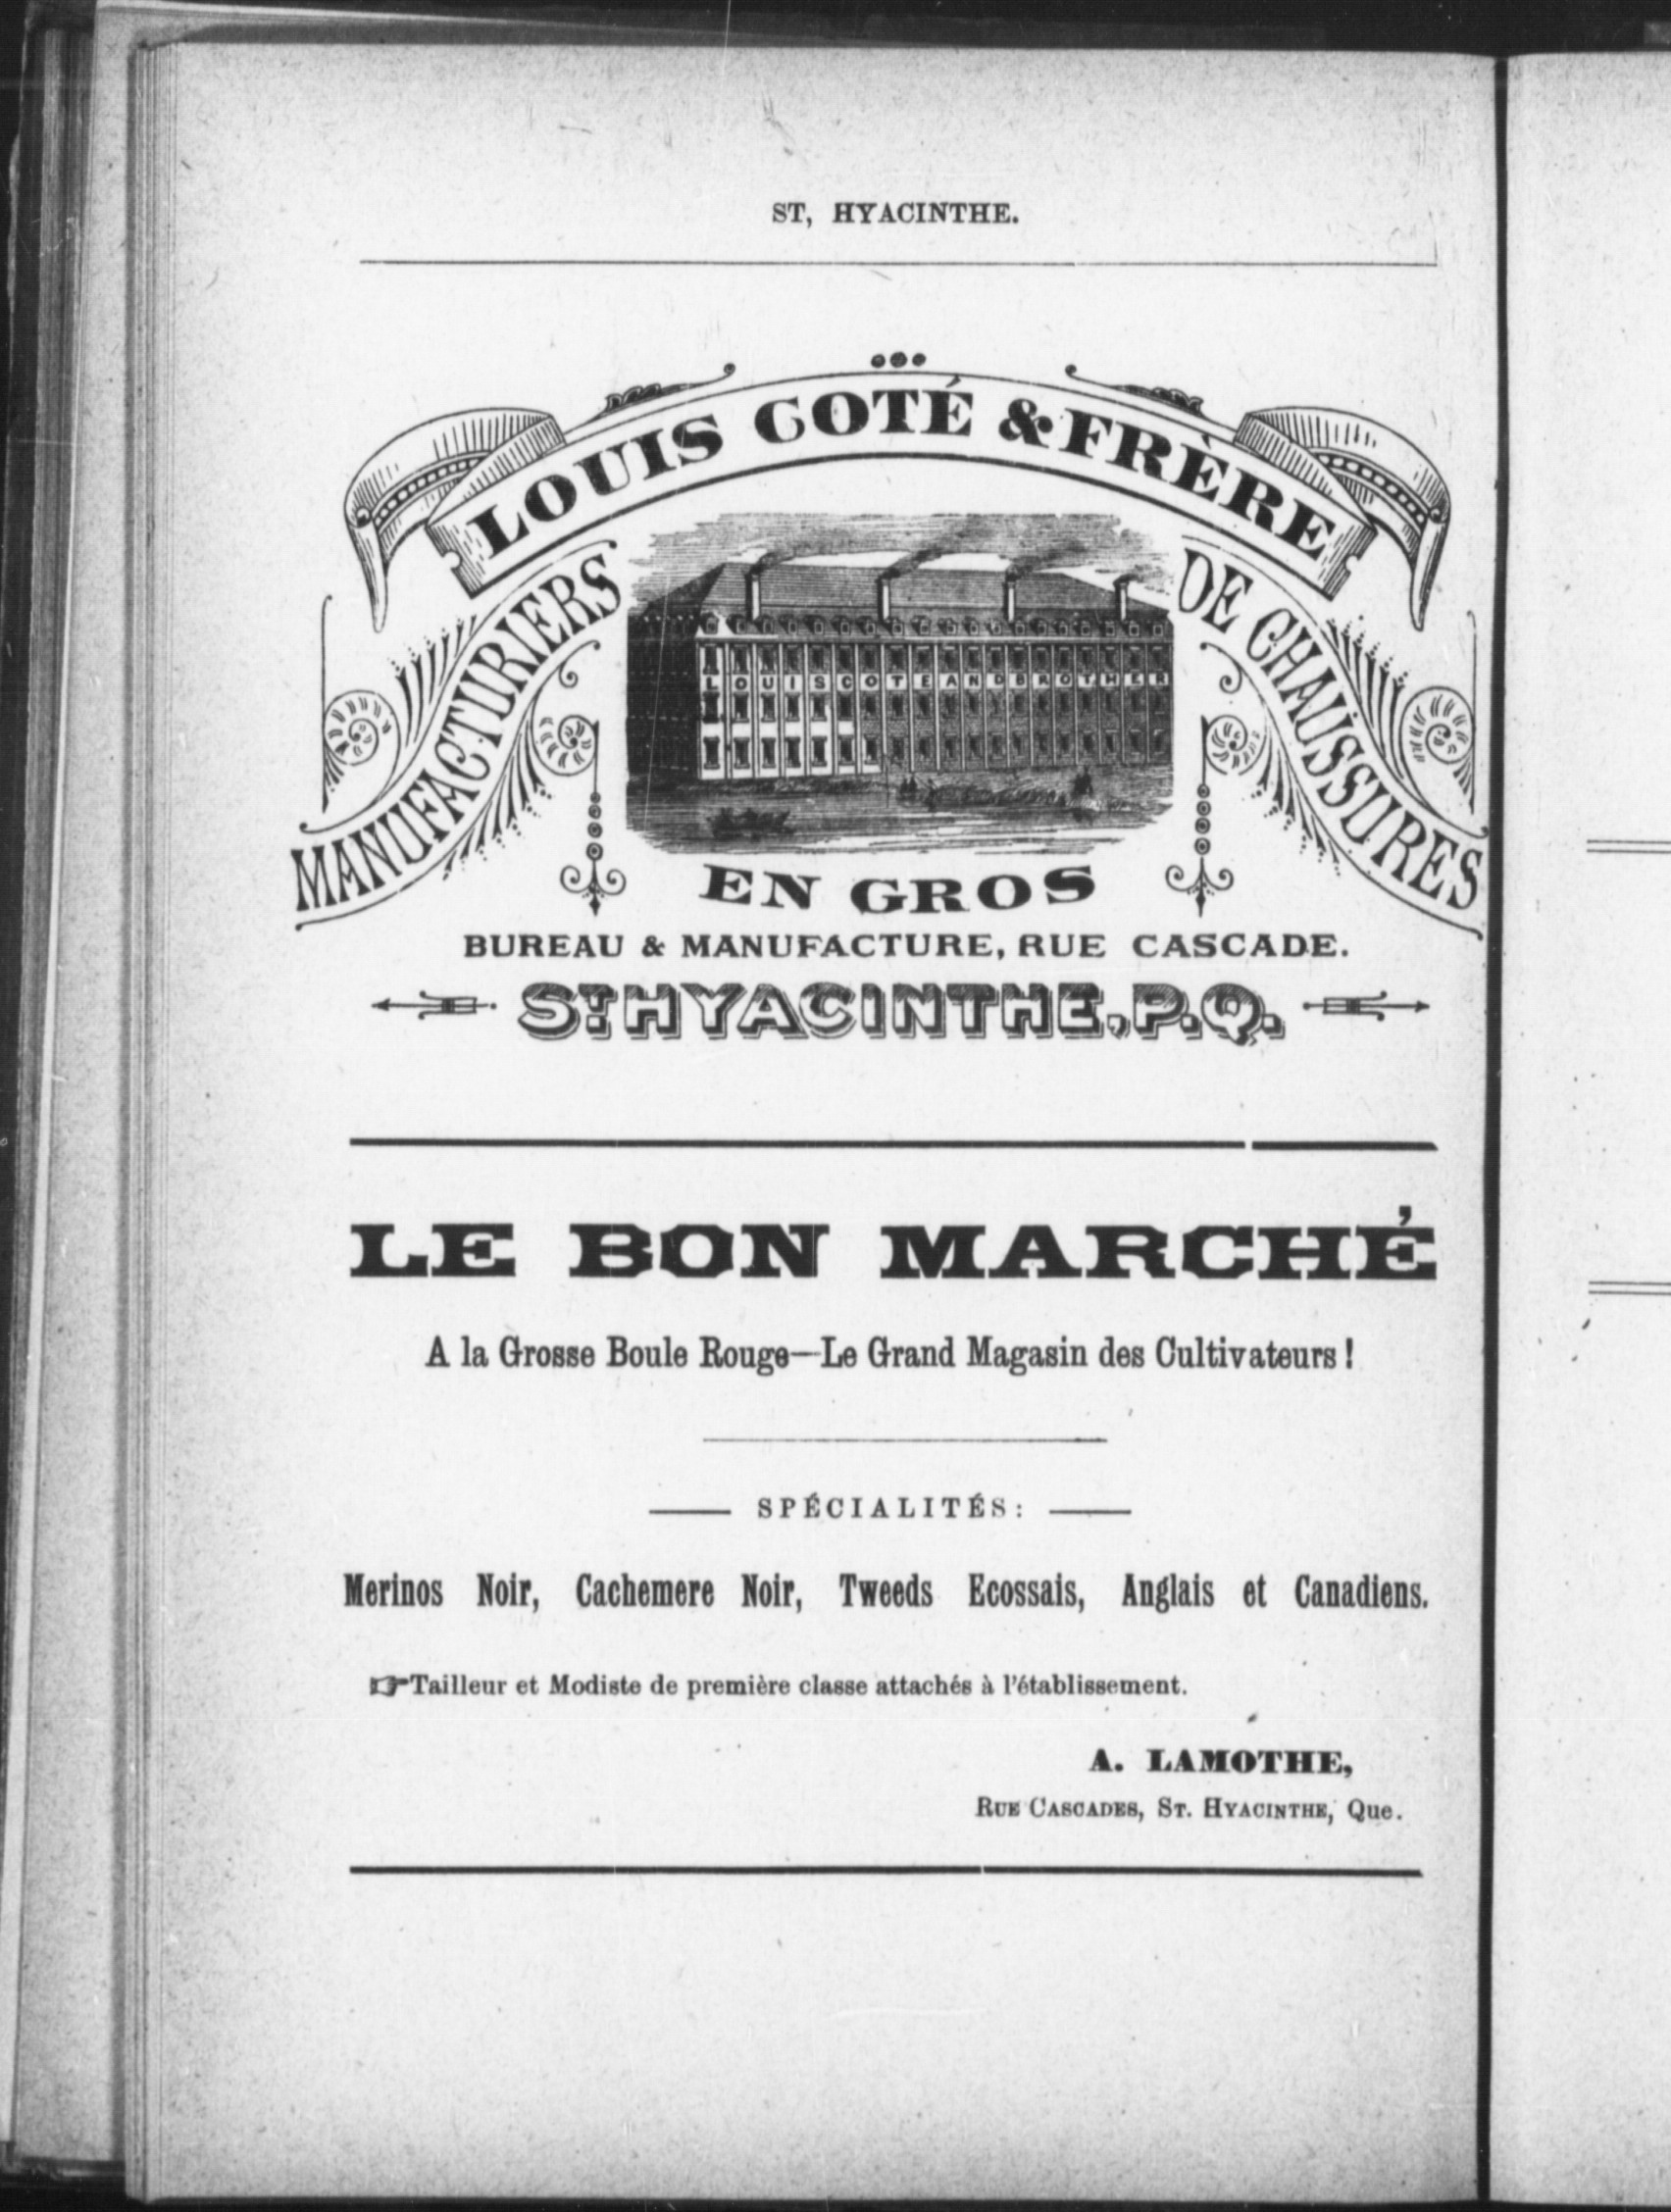 ST, HYACINTHE.
LOUIS COTÉ & FRÈRE
MANUFACTURIERS DE CHAUSSURES
LOUIS COTE AND BROTHER
EN GROS
BUREAU & MANUFACTURE, RUE CASCADE.
ST HYACINTHE, P.Q.
LE BON MARCHÉ
A la Grosse Boule Rouge—Le Grand Magasin des Cultivateurs !
SPÉCIALITÉS:
Merinos Noir, Cachemere Noir, Tweeds Ecossais, Anglais et Canadiens.
☞Tailleur et Modiste de première classe attachés à l'établissement.
A. LAMOTHE,
RUE CASCADES, ST. HYACINTHE, Que.